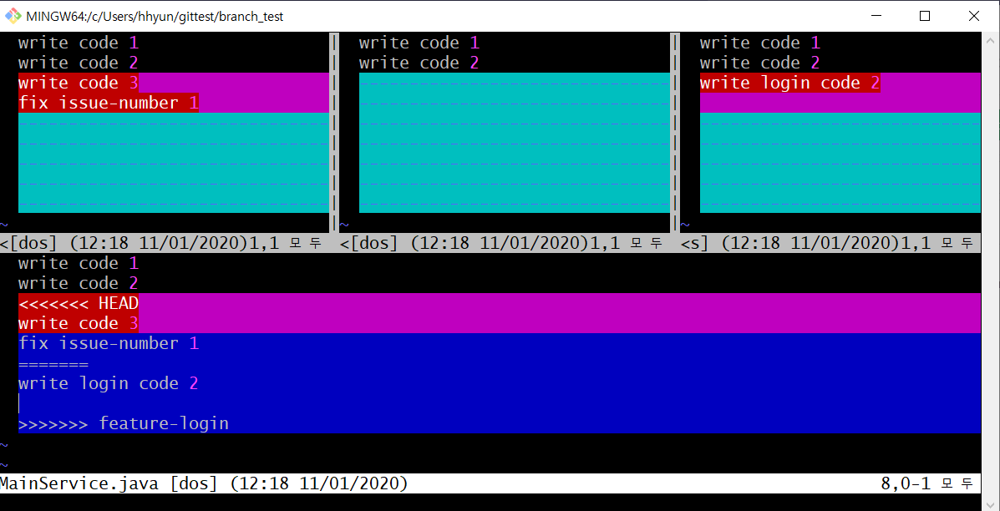 MINGW64:/c/Users/hhyun/gittest/branch_test
write code 1
write code 2
write code 3
fix issue-number 1
~
<[dos] (12:18 11/01/2020)1,1 모두
write code 1
write code 2
~
<[dos] (12:18 11/01/2020)1,1 모두
write code 1
write code 2
write login code 2
~
<s] (12:18 11/01/2020)1,1 모두
write code 1
write code 2
<<<<<<< HEAD
write code 3
fix issue-number 1
=======
write login code 2
>>>>>>> feature-login
~
~
MainService.java [dos] (12:18 11/01/2020) 8,0-1 모두